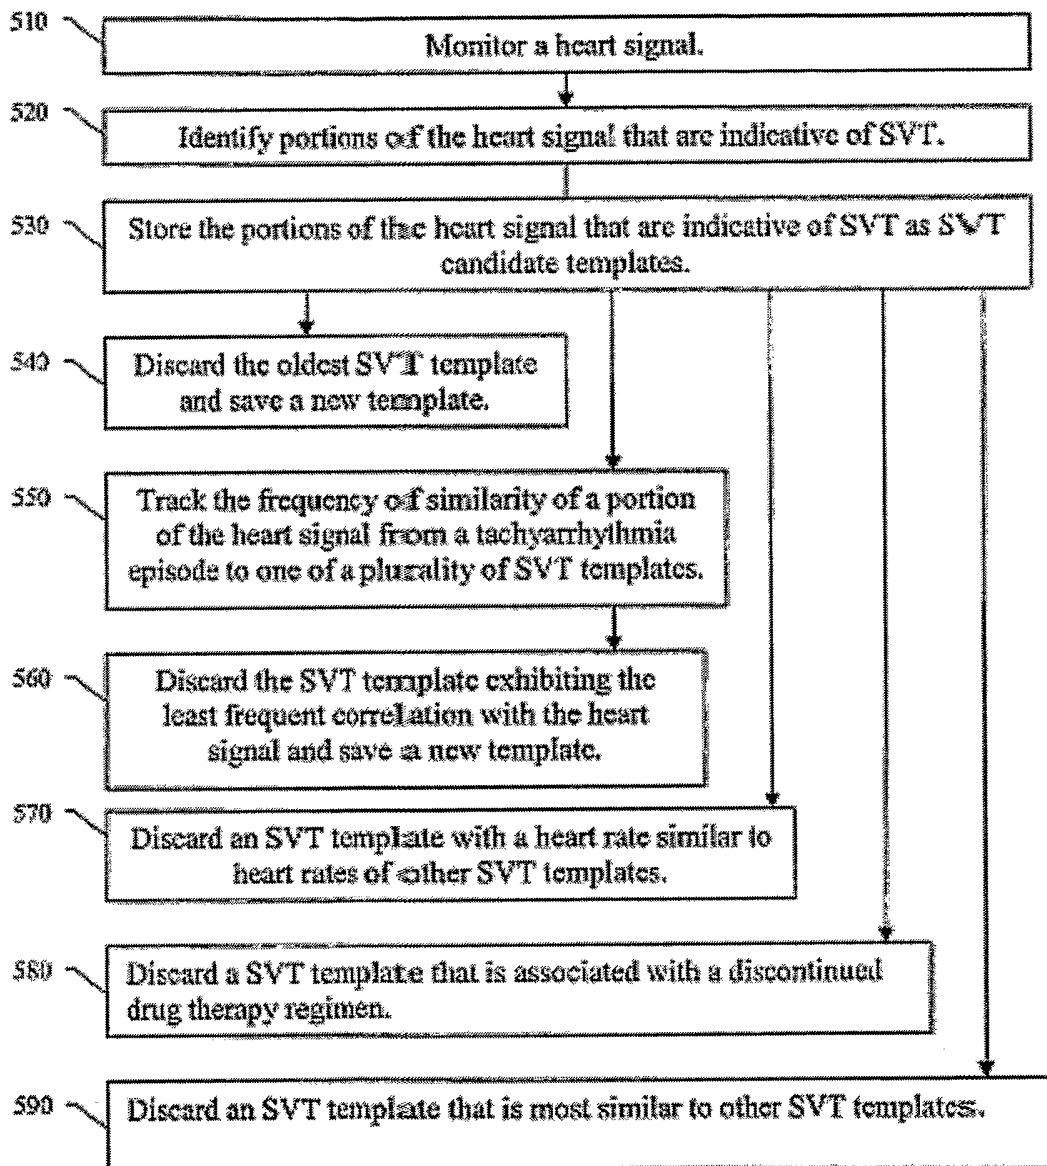 510
Monitor a heart signal.
520
Identify portions of the heart signal that are indicative of SVT.
530
Store the portions of the heart signal that are indicative of SVT as SVT
candidate templates.
540
Discard the oldest SVT template
and save a new template.
550
Track the frequency of similarity of a portion
of the heart signal from a tachyarrhythmia
episode to one of a plurality of SVT templates.
560
Discard the SVT template exhibiting the
least frequent correlation with the heart
signal and save a new template.
570
Discard an SVT template with a heart rate similar to
heart rates of other SVT templates.
580
Discard a SVT template that is associated with a discontinued
drug therapy regimen.
590
Discard an SVT template that is most similar to other SVT templates.